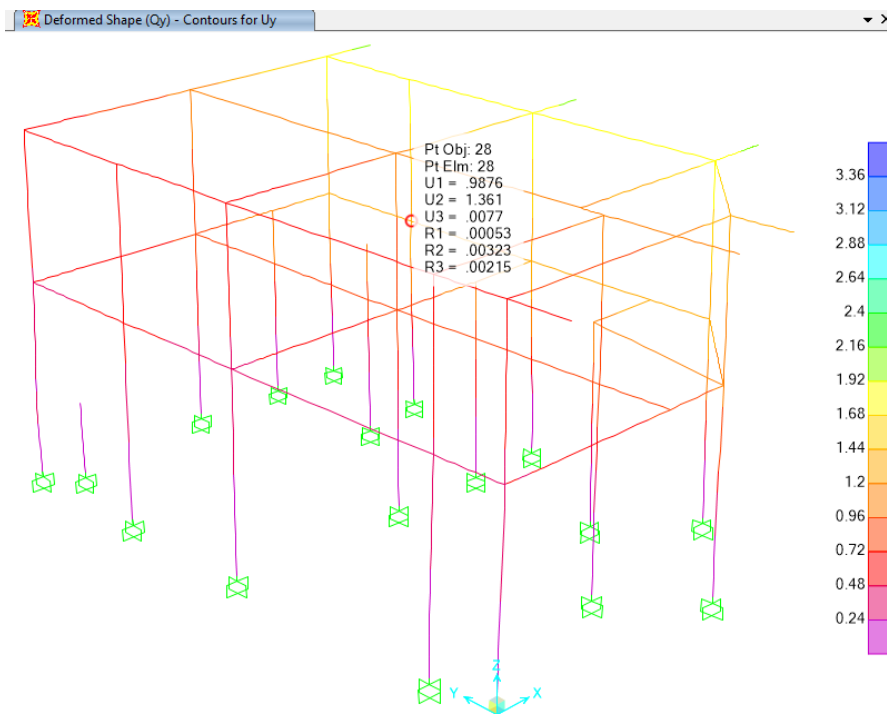 Deformed Shape (Qy) - Contours for Uy
Pt Obj: 28
Pt Elm: 28
U1 = .9876
U2 = 1.361
U3 = .0077
R1 = .00053
R2 = .00323
R3 = .00215
3.36
3.12
2.88
2.64
2.4
2.16
1.92
1.68
1.44
1.2
0.96
0.72
0.48
0.24
Z
Y
X